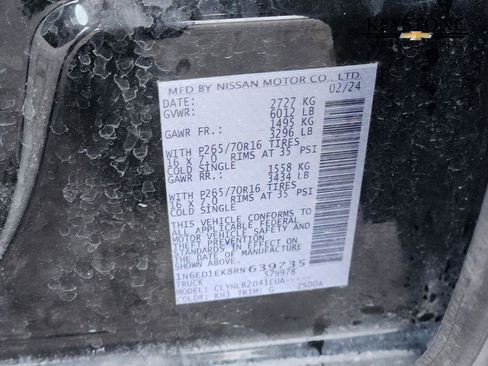 KEYSTONE
MFD BY NISSAN MOTOR CO., LTD.
DATE: 02/24
GVWR: 2727 KG
6012 LB
GAWR FR: 1495 KG
3296 LB
WITH P265/70R16 TIRES
16 X 7.0 RIMS AT 35 PSI
COLD SINGLE
GAWR RR: 1558 KG
3434 LB
WITH P265/70R16 TIRES
16 X 7.0 RIMS AT 35 PSI
COLD SINGLE
THIS VEHICLE CONFORMS TO
ALL APPLICABLE FEDERAL
MOTOR VEHICLE SAFETY AND
THEFT PREVENTION
STANDARDS IN EFFECT ON THE
DATE OF MANUFACTURE
1N6ED1EK8RN639735
TRUCK 579978
CLYNLB2D41EUA-----
COLOR: KH3 TRIM: G 2500A